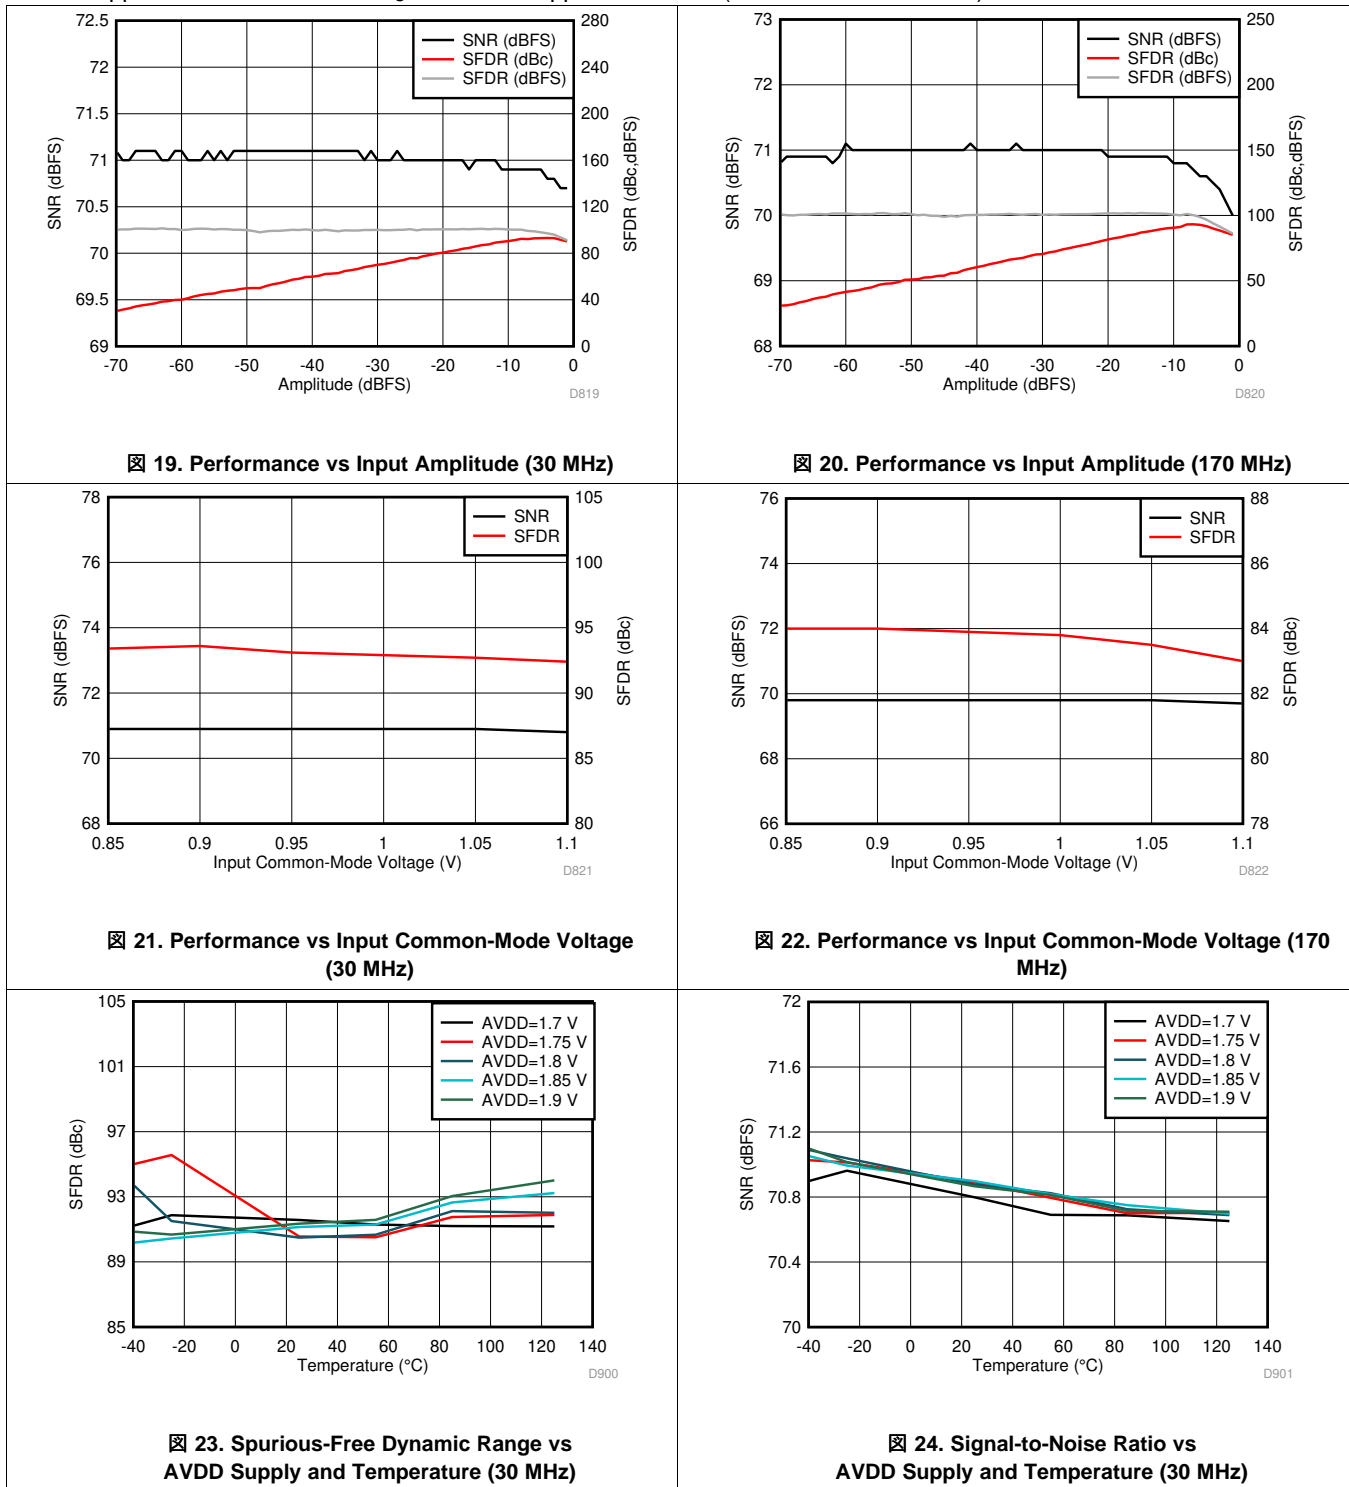 72.5
72
71.5
71
70.5
70
69.5
69
280
240
200
160
120
80
40
0
-70 -60 -50 -40 -30 -20 -10 0
SNR (dBFS)
SFDR (dBc,dBFS)
SNR (dBFS)
SFDR (dBc)
SFDR (dBFS)
Amplitude (dBFS)
D819
図 19. Performance vs Input Amplitude (30 MHz)
73
72
71
70
69
68
250
200
150
100
50
0
-70 -60 -50 -40 -30 -20 -10 0
SNR (dBFS)
SFDR (dBc,dBFS)
SNR (dBFS)
SFDR (dBc)
SFDR (dBFS)
Amplitude (dBFS)
D820
図 20. Performance vs Input Amplitude (170 MHz)
78
76
74
72
70
68
105
100
95
90
85
80
0.85 0.9 0.95 1 1.05 1.1
SNR (dBFS)
SFDR (dBc)
SNR
SFDR
Input Common-Mode Voltage (V)
D821
図 21. Performance vs Input Common-Mode Voltage
(30 MHz)
76
74
72
70
68
66
88
86
84
82
80
78
0.85 0.9 0.95 1 1.05 1.1
SNR (dBFS)
SFDR (dBc)
SNR
SFDR
Input Common-Mode Voltage (V)
D822
図 22. Performance vs Input Common-Mode Voltage (170
MHz)
105
101
97
93
89
85
-40 -20 0 20 40 60 80 100 120 140
SFDR (dBc)
AVDD=1.7 V
AVDD=1.75 V
AVDD=1.8 V
AVDD=1.85 V
AVDD=1.9 V
Temperature (°C)
D900
図 23. Spurious-Free Dynamic Range vs
AVDD Supply and Temperature (30 MHz)
72
71.6
71.2
70.8
70.4
70
-40 -20 0 20 40 60 80 100 120 140
SNR (dBFS)
AVDD=1.7 V
AVDD=1.75 V
AVDD=1.8 V
AVDD=1.85 V
AVDD=1.9 V
Temperature (°C)
D901
図 24. Signal-to-Noise Ratio vs
AVDD Supply and Temperature (30 MHz)